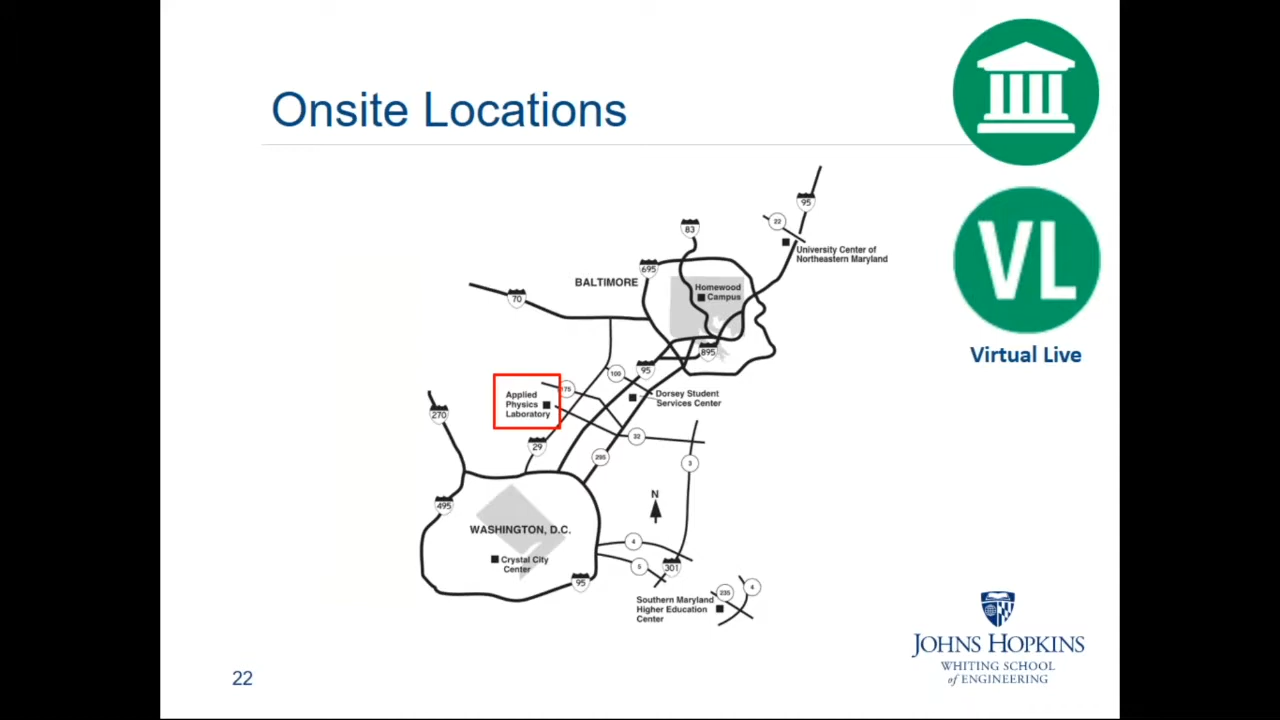 Onsite Locations
VL
Virtual Live
95
22
University Center of
Northeastern Maryland
83
695
BALTIMORE
Homewood
Campus
70
895
95
100
175
Dorsey Student
Services Center
Applied
Physics
Laboratory
270
32
29
295
3
495
N
WASHINGTON, D.C.
4
Crystal City
Center
5
301
95
235
4
Southern Maryland
Higher Education
Center
JOHNS HOPKINS
WHITING SCHOOL
of ENGINEERING
22